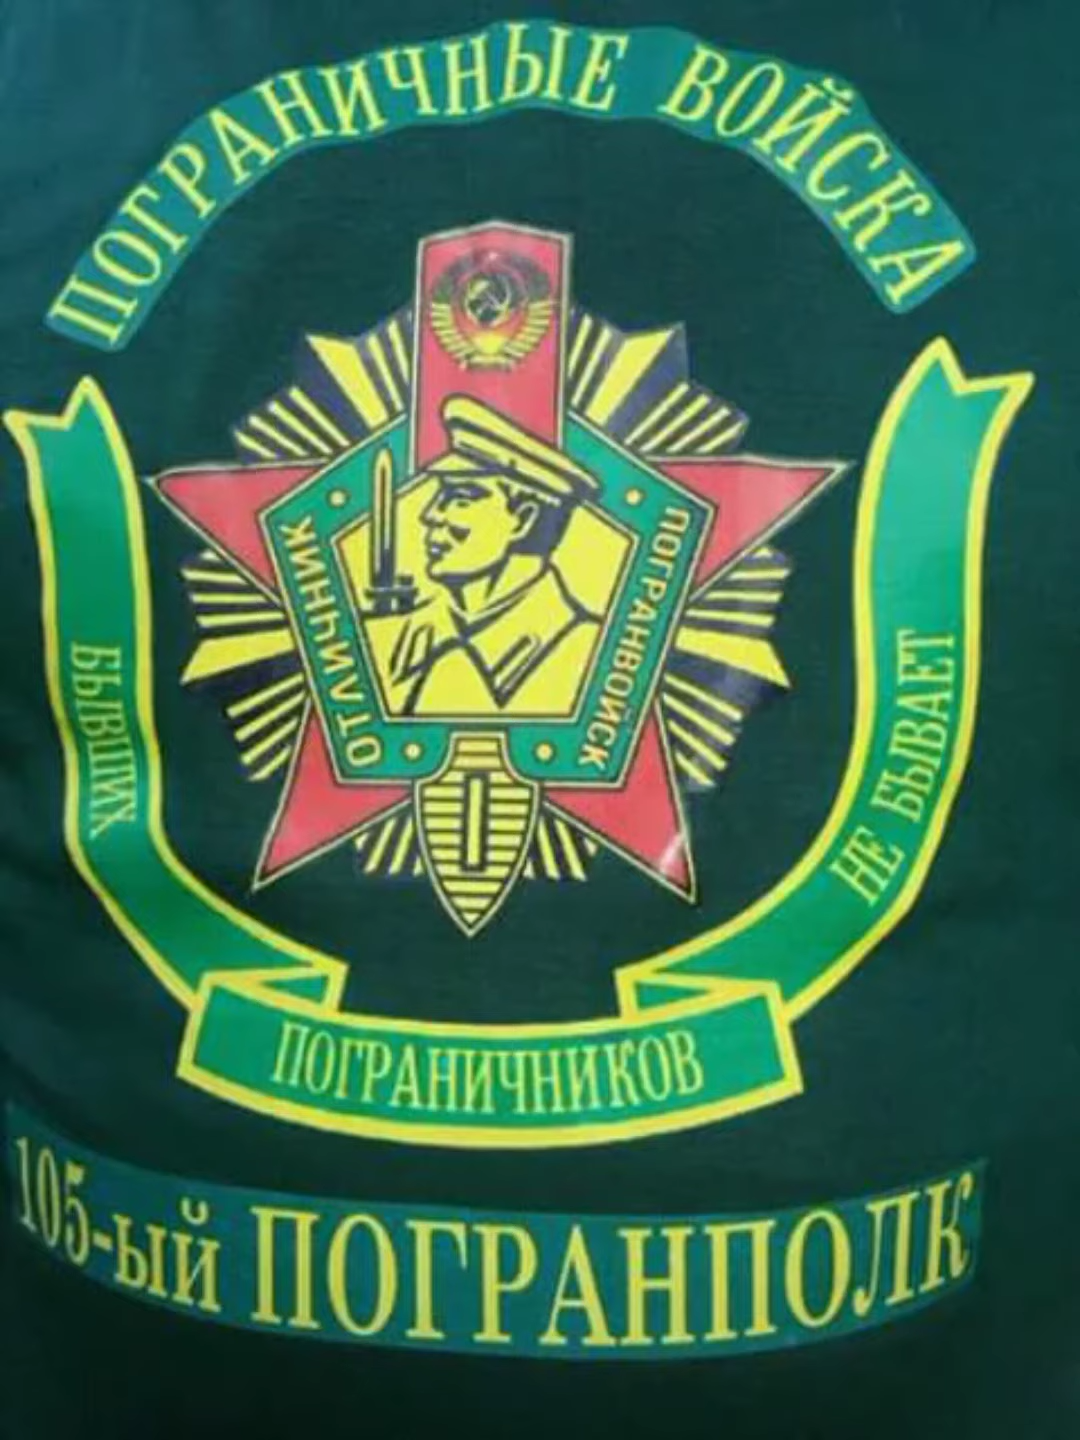 ПОГРАНИЧНЫЕ ВОЙСКА
ОТЛИЧНИК
ПОГРАНВОЙСК
БЫВШИХ
ПОГРАНИЧНИКОВ
НЕ БЫВАЕТ
105-ый ПОГРАНПОЛК